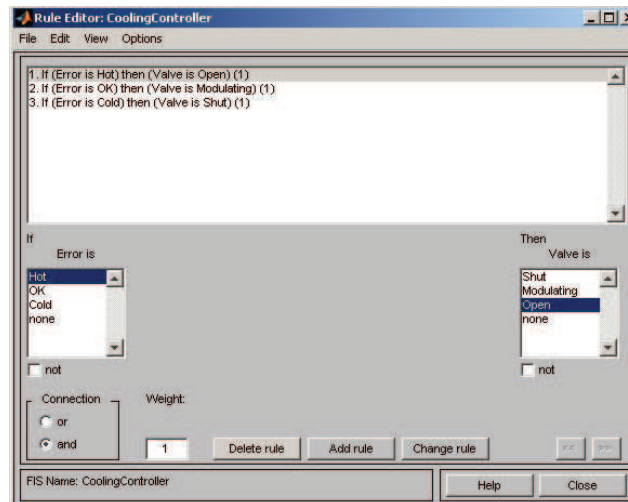 Rule Editor: CoolingController
File Edit View Options
1. If (Error is Hot) then (Valve is Open) (1)
2. If (Error is OK) then (Valve is Modulating) (1)
3. If (Error is Cold) then (Valve is Shut) (1)
If
Error is
Hot
OK
Cold
none
not
Then
Valve is
Shut
Modulating
Open
none
not
Connection
or
and
Weight:
1
Delete rule Add rule Change rule << >>
FIS Name: CoolingController
Help Close